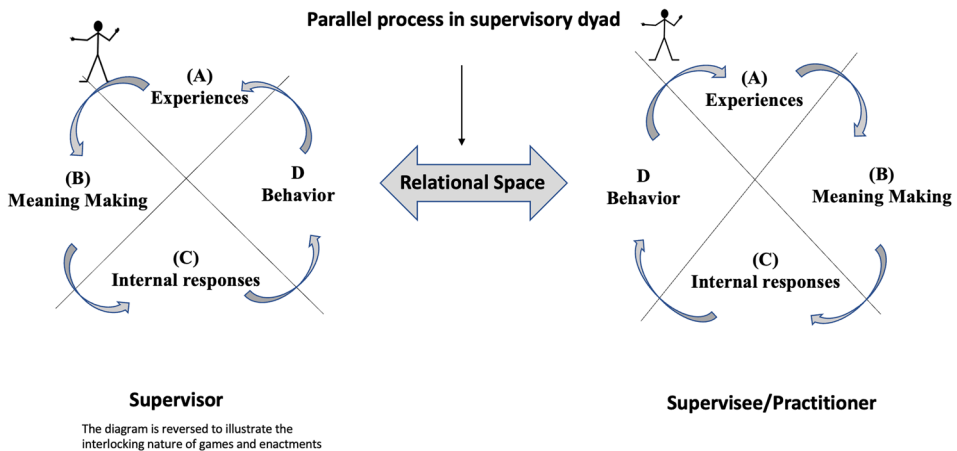 Parallel process in supervisory dyad
(A)
Experiences
(B)
Meaning Making
D
Behavior
(C)
Internal responses
Relational Space
(A)
Experiences
D
Behavior
(B)
Meaning Making
(C)
Internal responses
Supervisor
The diagram is reversed to illustrate the
interlocking nature of games and enactments
Supervisee/Practitioner